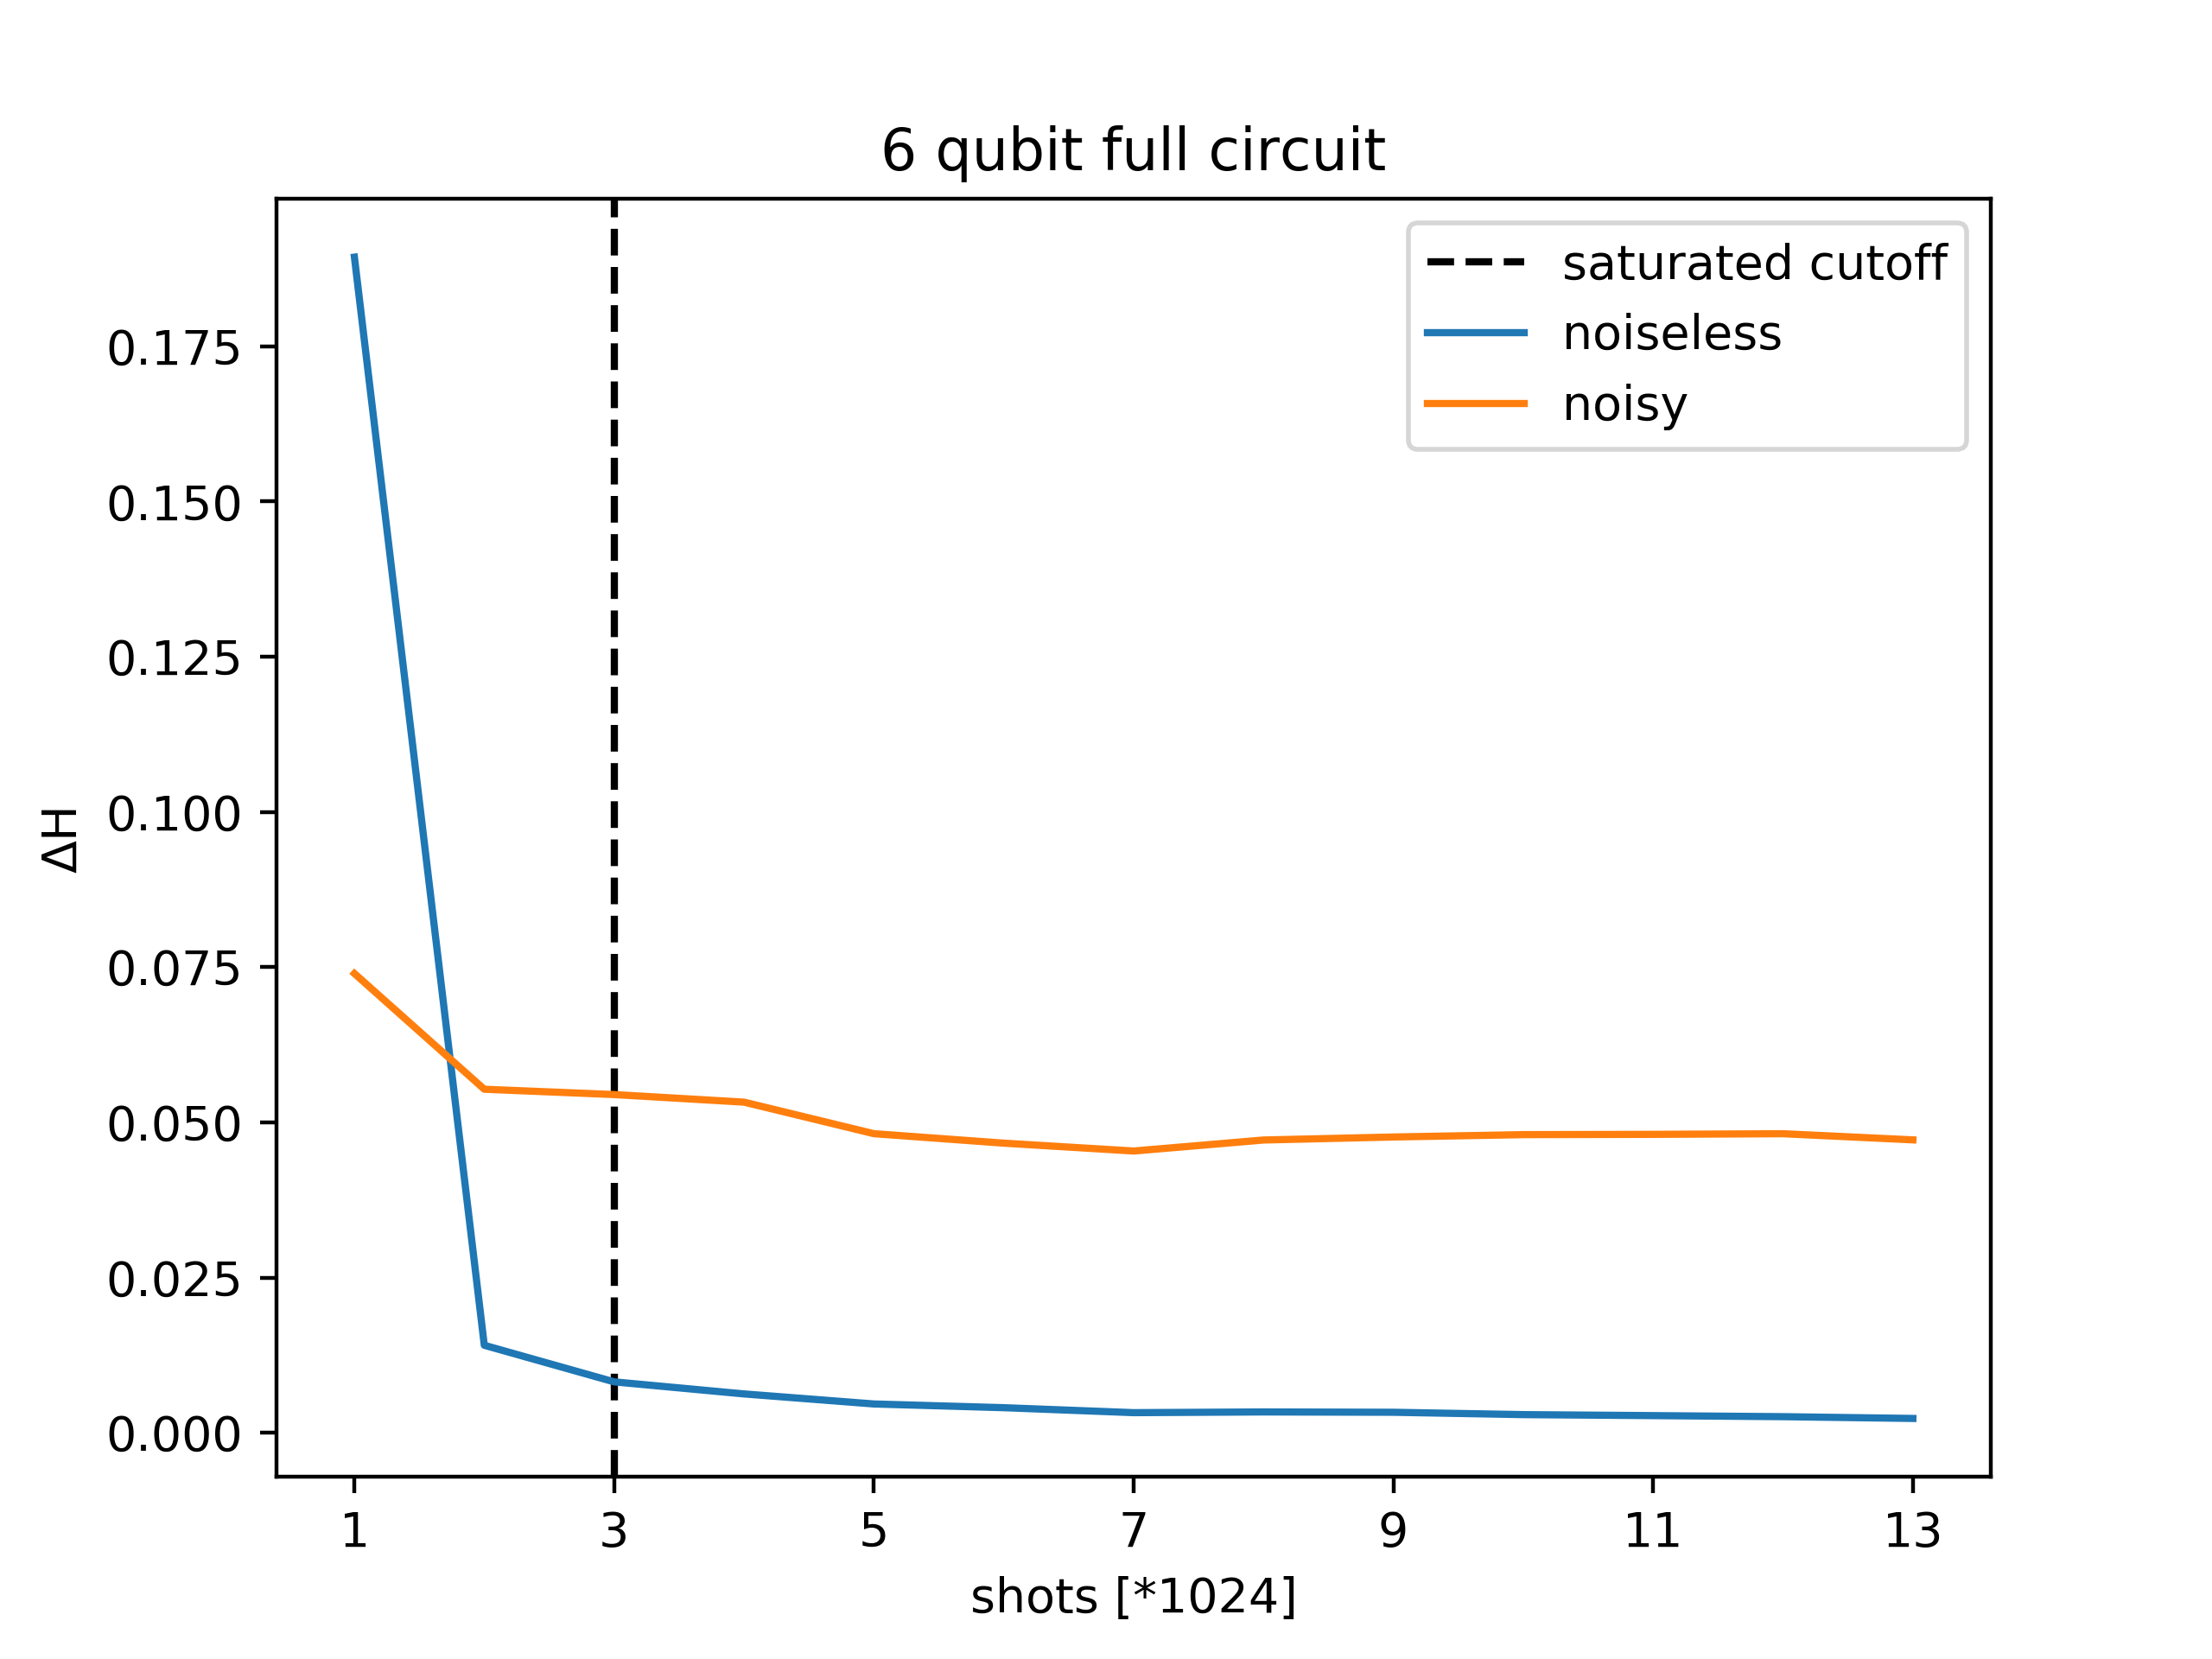 6 qubit full circuit
saturated cutoff
noiseless
noisy
0.175
0.150
0.125
0.100
0.075
0.050
0.025
0.000
ΔH
1 3 5 7 9 11 13
shots [*1024]